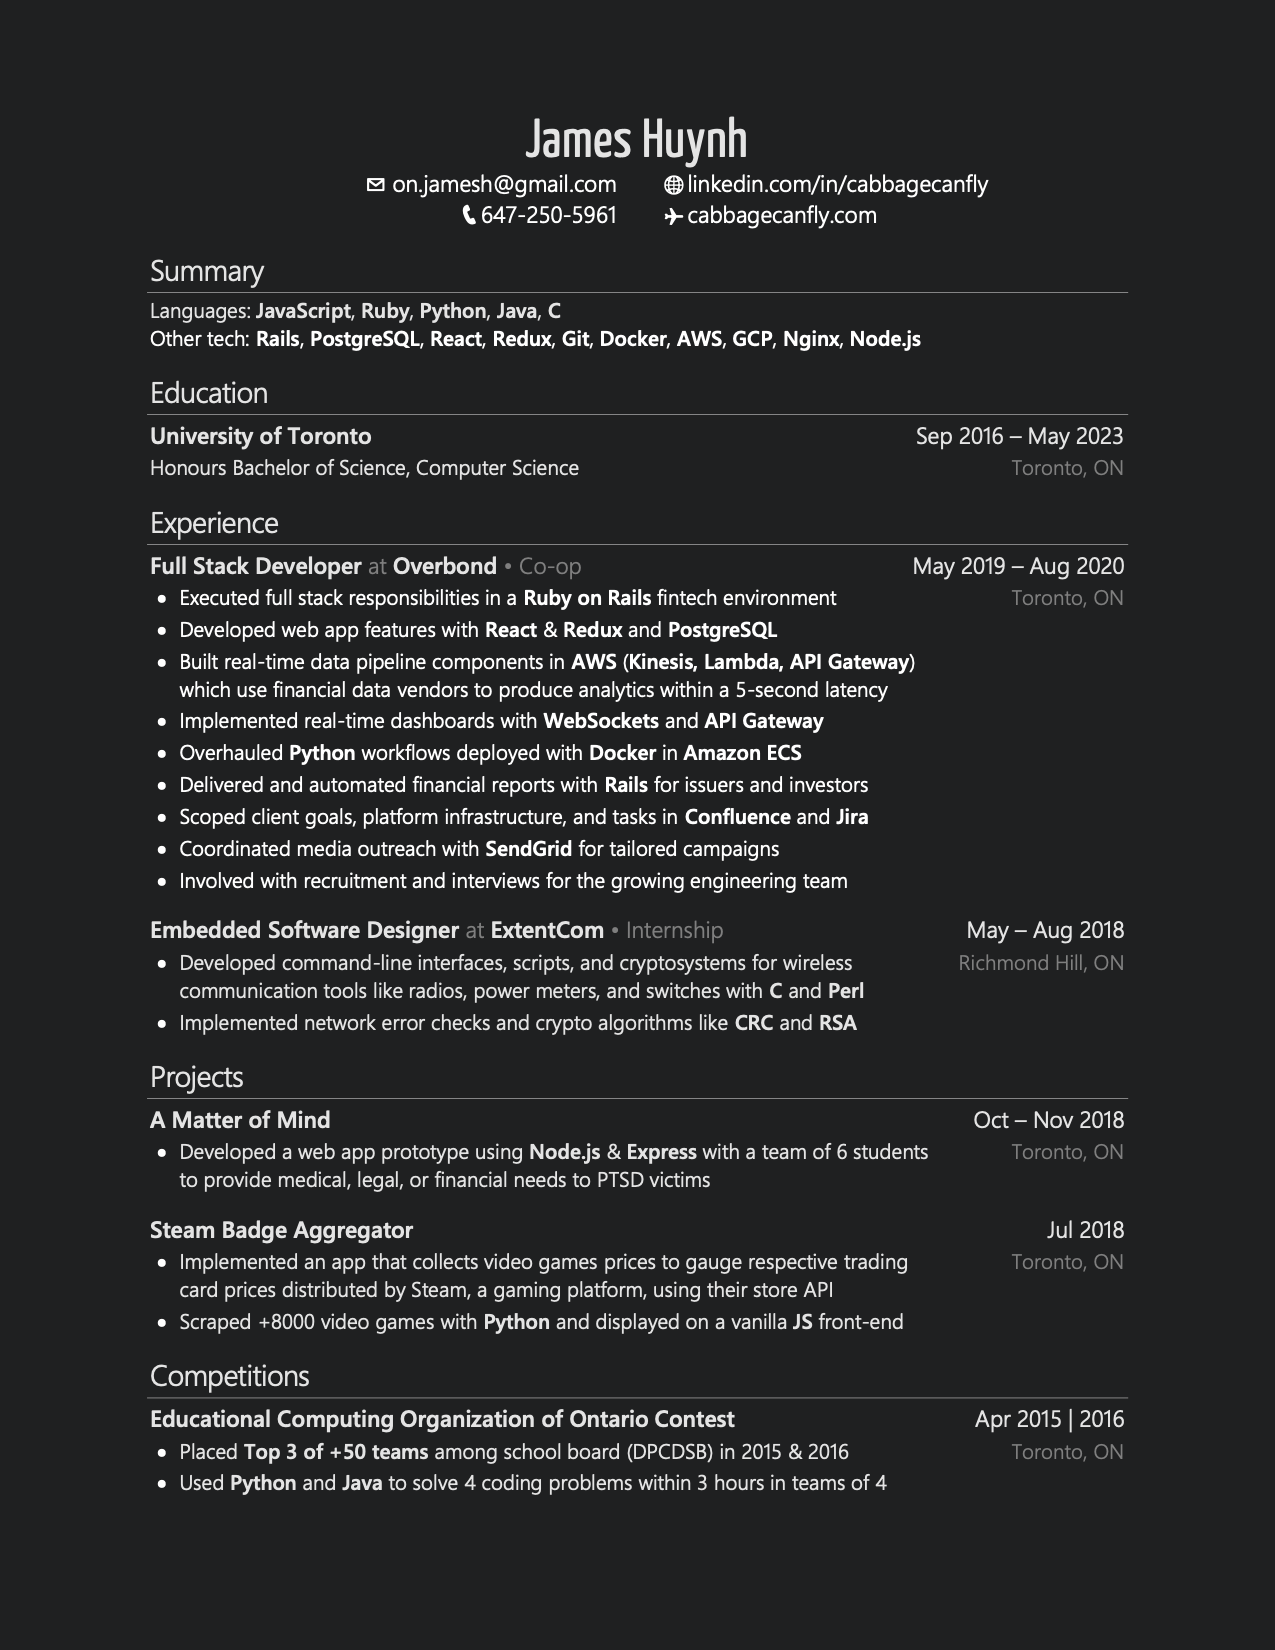 James Huynh
on.jamesh@gmail.com linkedin.com/in/cabbagecanfly
647-250-5961 cabbagecanfly.com
Summary
Languages: JavaScript, Ruby, Python, Java, C
Other tech: Rails, PostgreSQL, React, Redux, Git, Docker, AWS, GCP, Nginx, Node.js
Education
University of Toronto Sep 2016 – May 2023
Honours Bachelor of Science, Computer Science Toronto, ON
Experience
Full Stack Developer at Overbond • Co-op May 2019 – Aug 2020
• Executed full stack responsibilities in a Ruby on Rails fintech environment Toronto, ON
• Developed web app features with React & Redux and PostgreSQL
• Built real-time data pipeline components in AWS (Kinesis, Lambda, API Gateway)
which use financial data vendors to produce analytics within a 5-second latency
• Implemented real-time dashboards with WebSockets and API Gateway
• Overhauled Python workflows deployed with Docker in Amazon ECS
• Delivered and automated financial reports with Rails for issuers and investors
• Scoped client goals, platform infrastructure, and tasks in Confluence and Jira
• Coordinated media outreach with SendGrid for tailored campaigns
• Involved with recruitment and interviews for the growing engineering team
Embedded Software Designer at ExtentCom • Internship May – Aug 2018
• Developed command-line interfaces, scripts, and cryptosystems for wireless Richmond Hill, ON
communication tools like radios, power meters, and switches with C and Perl
• Implemented network error checks and crypto algorithms like CRC and RSA
Projects
A Matter of Mind Oct – Nov 2018
• Developed a web app prototype using Node.js & Express with a team of 6 students Toronto, ON
to provide medical, legal, or financial needs to PTSD victims
Steam Badge Aggregator Jul 2018
• Implemented an app that collects video games prices to gauge respective trading Toronto, ON
card prices distributed by Steam, a gaming platform, using their store API
• Scraped +8000 video games with Python and displayed on a vanilla JS front-end
Competitions
Educational Computing Organization of Ontario Contest Apr 2015 | 2016
• Placed Top 3 of +50 teams among school board (DPCDSB) in 2015 & 2016 Toronto, ON
• Used Python and Java to solve 4 coding problems within 3 hours in teams of 4